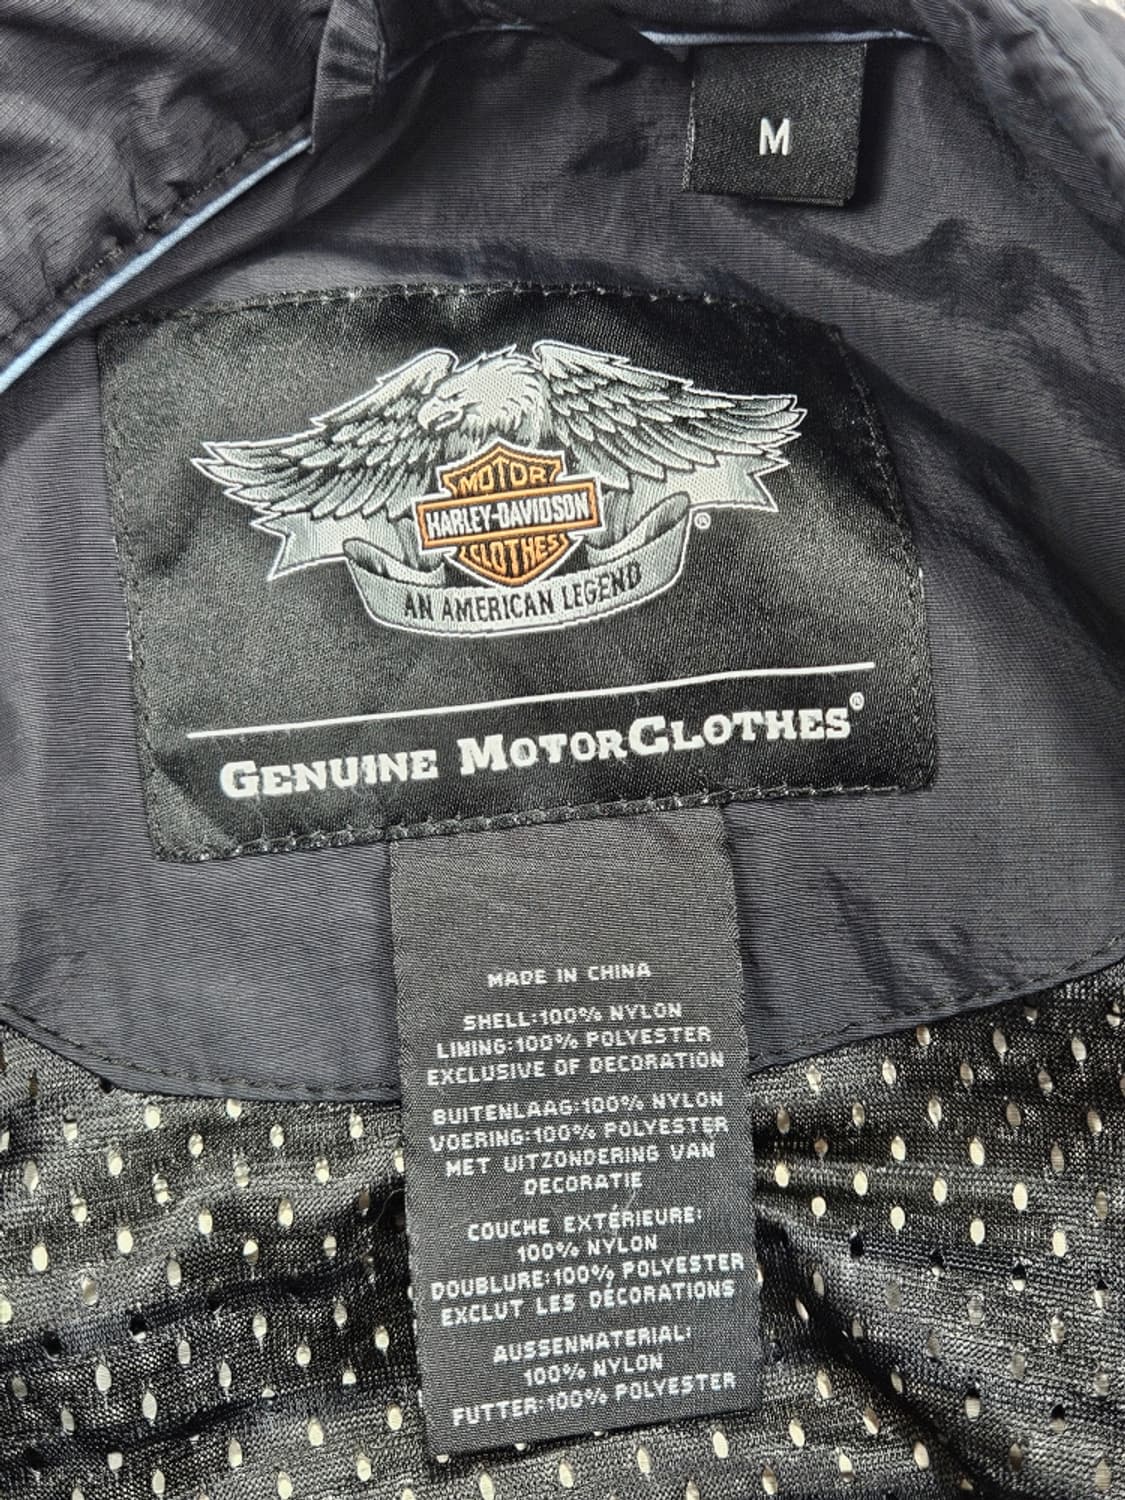 M
MOTOR
HARLEY-DAVIDSON
CLOTHES
®
AN AMERICAN LEGEND
GENUINE MOTORCLOTHES®
MADE IN CHINA
SHELL:100% NYLON
LINING:100% POLYESTER
EXCLUSIVE OF DECORATION
BUITENLAAG:100% NYLON
VOERING:100% POLYESTER
MET UITZONDERING VAN
DECORATIE
COUCHE EXTÉRIEURE:
100% NYLON
DOUBLURE:100% POLYESTER
EXCLUT LES DÉCORATIONS
AUSSENMATERIAL:
100% NYLON
FUTTER:100% POLYESTER